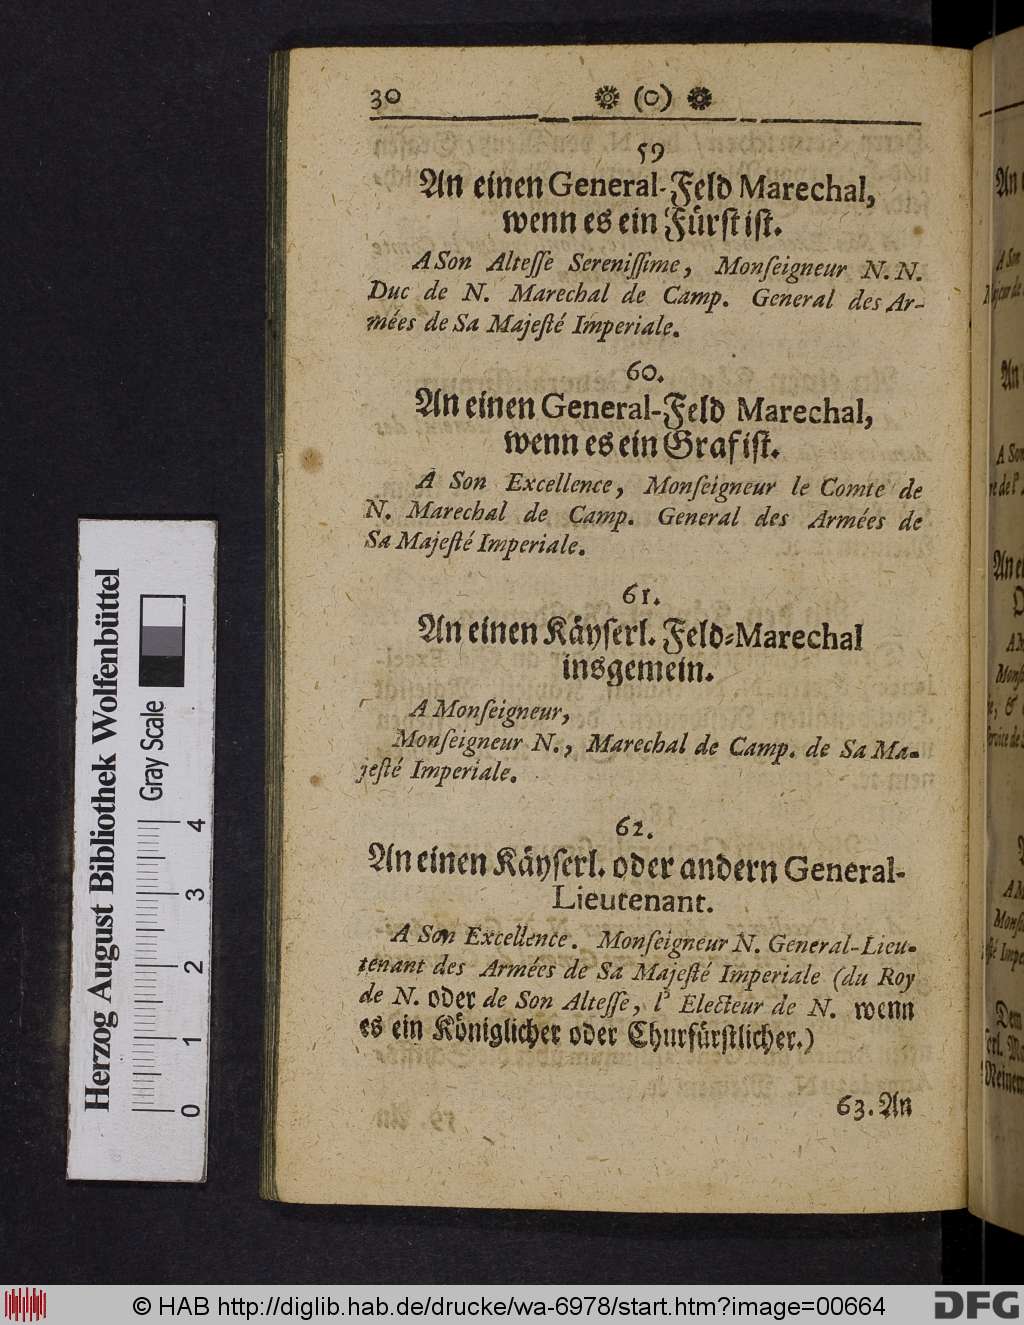 30 ❁ (o) ❁
59
An einen General-Feld Marechal,
wenn es ein Fürst ist.
A Son Altesse Serenissime, Monseigneur N. N.
Duc de N. Marechal de Camp. General des Ar-
mées de Sa Majesté Imperiale.
60.
An einen General-Feld Marechal,
wenn es ein Graf ist.
A Son Excellence, Monseigneur le Comte de
N. Marechal de Camp. General des Armées de
Sa Majesté Imperiale.
61.
An einen Käyserl. Feld-Marechal
insgemein.
A Monseigneur,
Monseigneur N., Marechal de Camp. de Sa Ma-
jesté Imperiale.
62.
An einen Käyserl. oder andern General-
Lieutenant.
A Son Excellence. Monseigneur N. General-Lieu-
tenant des Armées de Sa Majesté Imperiale (du Roy
de N. oder de Son Altesse, l' Electeur de N. wenn
es ein Königlicher oder Churfürstlicher.)
63. An
Herzog August Bibliothek Wolfenbüttel
Gray Scale
0 1 2 3 4
© HAB http://diglib.hab.de/drucke/wa-6978/start.htm?image=00664
DFG